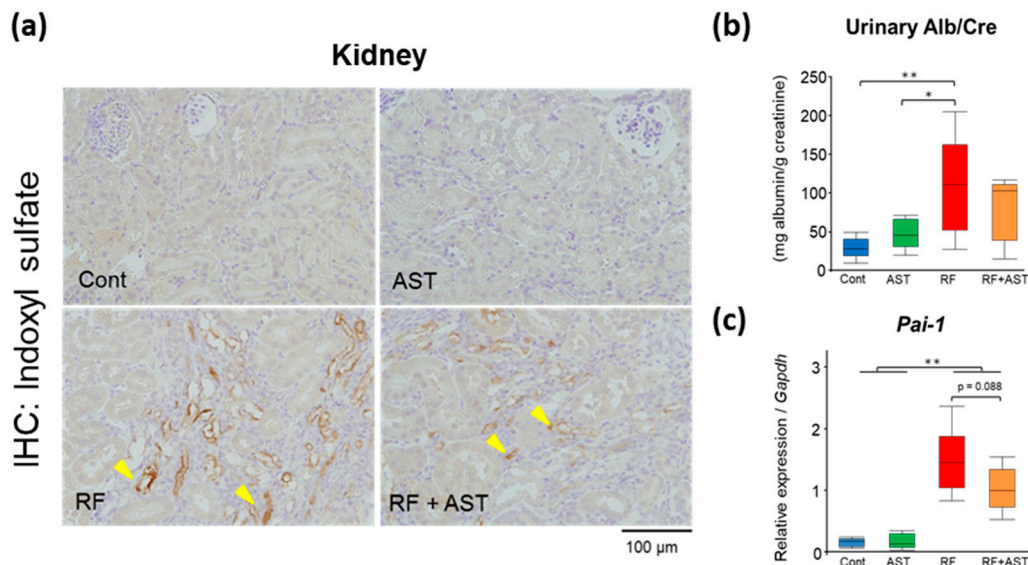 (a)
Kidney
IHC: Indoxyl sulfate
Cont
AST
RF
RF + AST
100 µm
(b)
Urinary Alb/Cre
(mg albumin/g creatinine)
250
200
150
100
50
0
**
*
Cont AST RF RF+AST
(c)
Pai-1
Relative expression / Gapdh
3
2
1
0
**
p = 0.088
Cont AST RF RF+AST